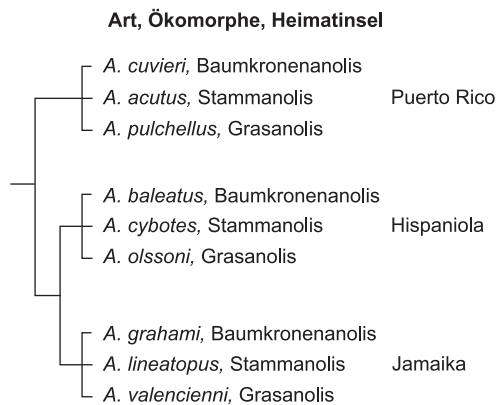 Art, Ökomorphe, Heimatinsel
A. cuvieri, Baumkronenanolis
A. acutus, Stammanolis Puerto Rico
A. pulchellus, Grasanolis
A. baleatus, Baumkronenanolis
A. cybotes, Stammanolis Hispaniola
A. olssoni, Grasanolis
A. grahami, Baumkronenanolis
A. lineatopus, Stammanolis Jamaika
A. valencienni, Grasanolis